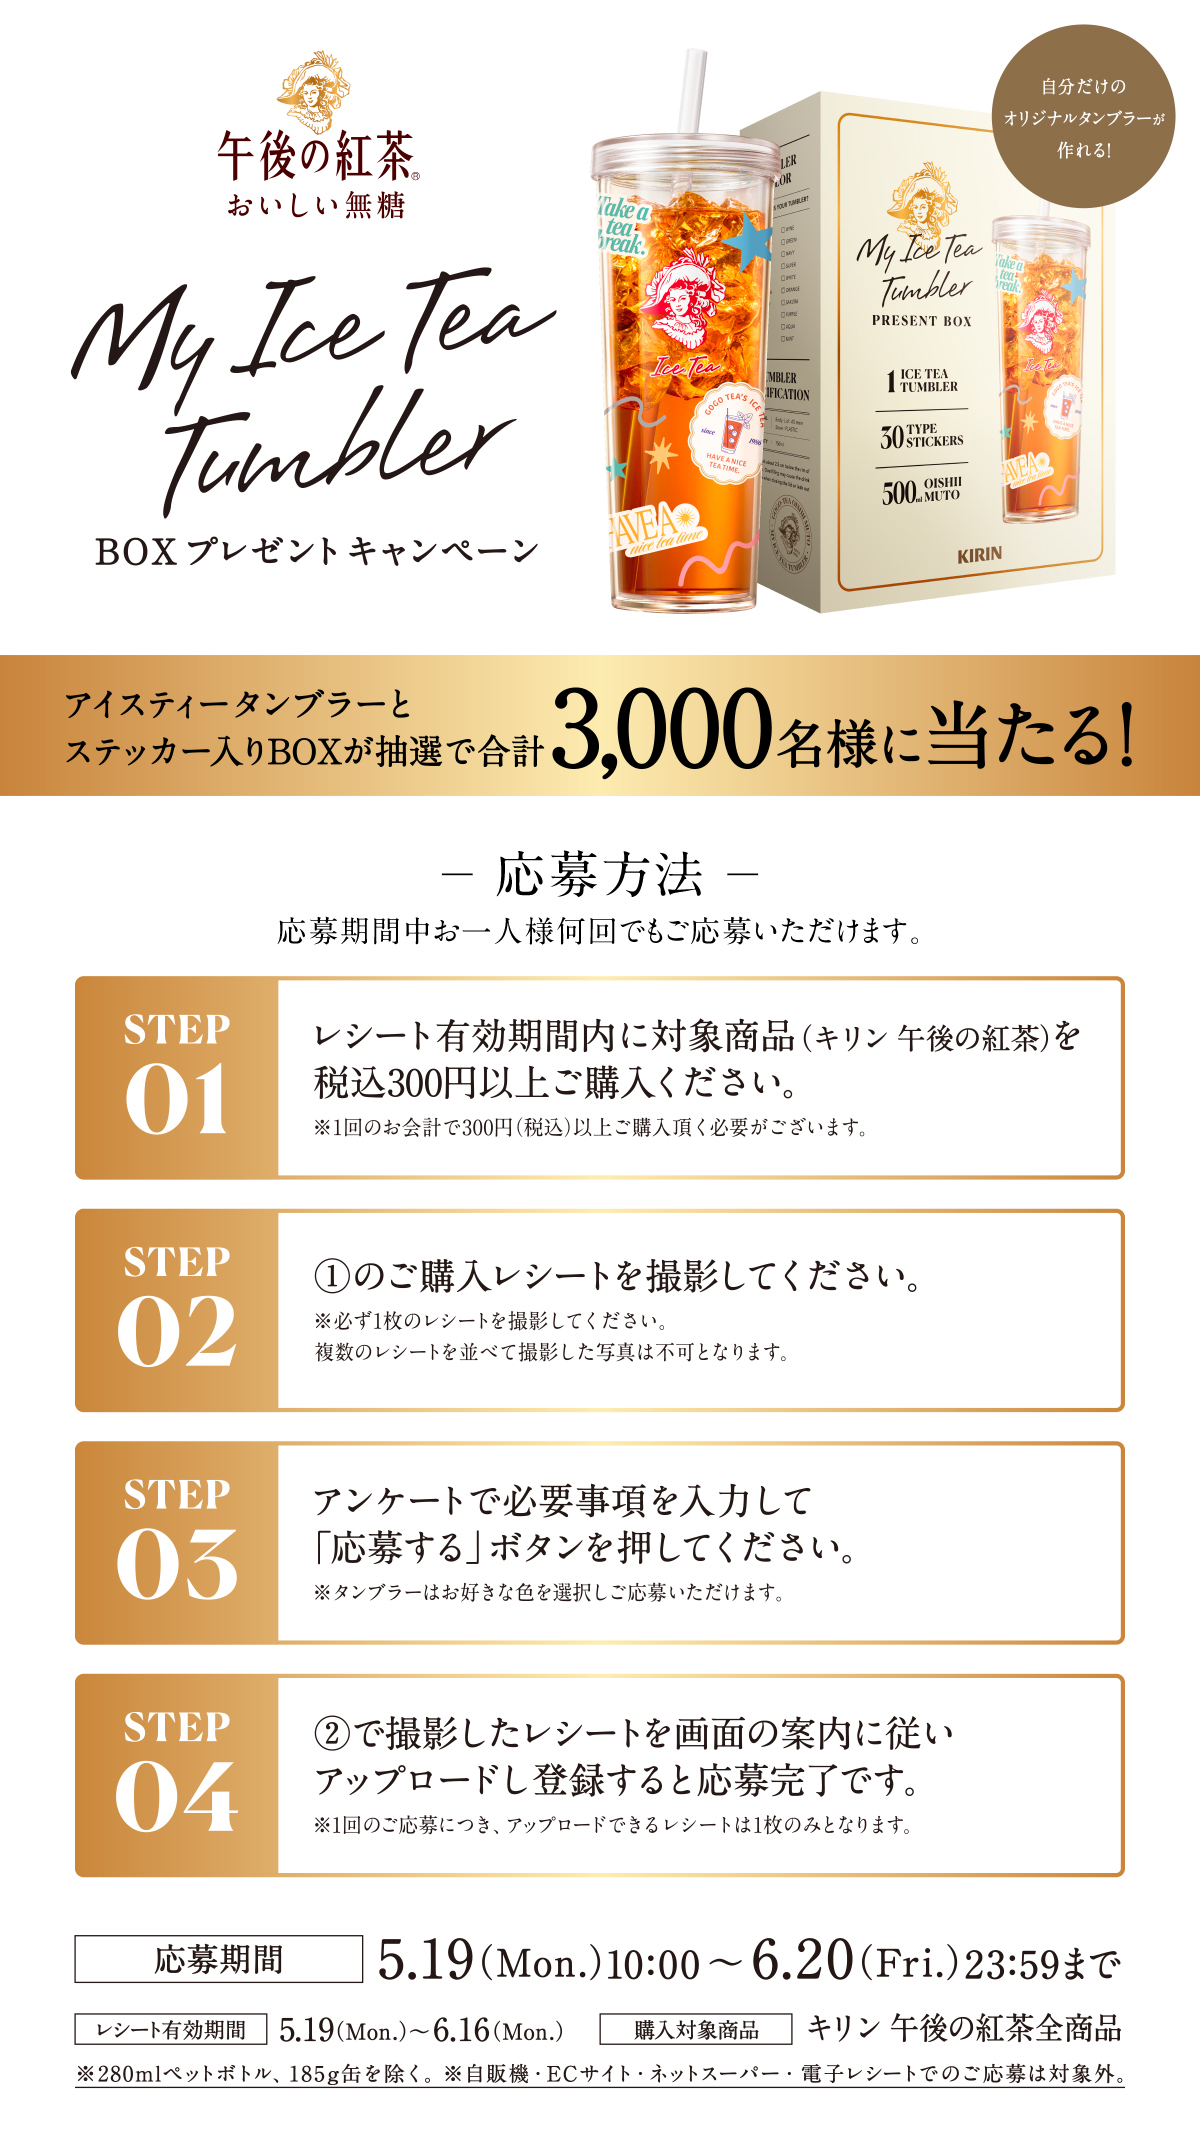 午後の紅茶®
おいしい無糖
My Ice Tea
Tumbler
BOX プレゼント キャンペーン
自分だけの
オリジナルタンブラーが
作れる!
Take a
tea
break.
Ice Tea
GOGO TEA'S ICE TEA
since 1986
HAVE A NICE
TEA TIME.
HAVE A
nice tea time
My Ice Tea
Tumbler
PRESENT BOX
1 ICE TEA
TUMBLER
30 TYPE
STICKERS
500ml OISHII
MUTO
KIRIN
アイスティータンブラーと
ステッカー入りBOXが抽選で合計3,000名様に当たる!
− 応募方法 −
応募期間中お一人様何回でもご応募いただけます。
STEP
01
レシート有効期間内に対象商品(キリン 午後の紅茶)を
税込300円以上ご購入ください。
※1回のお会計で300円(税込)以上ご購入頂く必要がございます。
STEP
02
①のご購入レシートを撮影してください。
※必ず1枚のレシートを撮影してください。
複数のレシートを並べて撮影した写真は不可となります。
STEP
03
アンケートで必要事項を入力して
「応募する」ボタンを押してください。
※タンブラーはお好きな色を選択しご応募いただけます。
STEP
04
②で撮影したレシートを画面の案内に従い
アップロードし登録すると応募完了です。
※1回のご応募につき、アップロードできるレシートは1枚のみとなります。
応募期間 5.19(Mon.)10:00～6.20(Fri.)23:59まで
レシート有効期間 5.19(Mon.)～6.16(Mon.) 購入対象商品 キリン 午後の紅茶全商品
※280mlペットボトル、185g缶を除く。※自販機・ECサイト・ネットスーパー・電子レシートでのご応募は対象外。